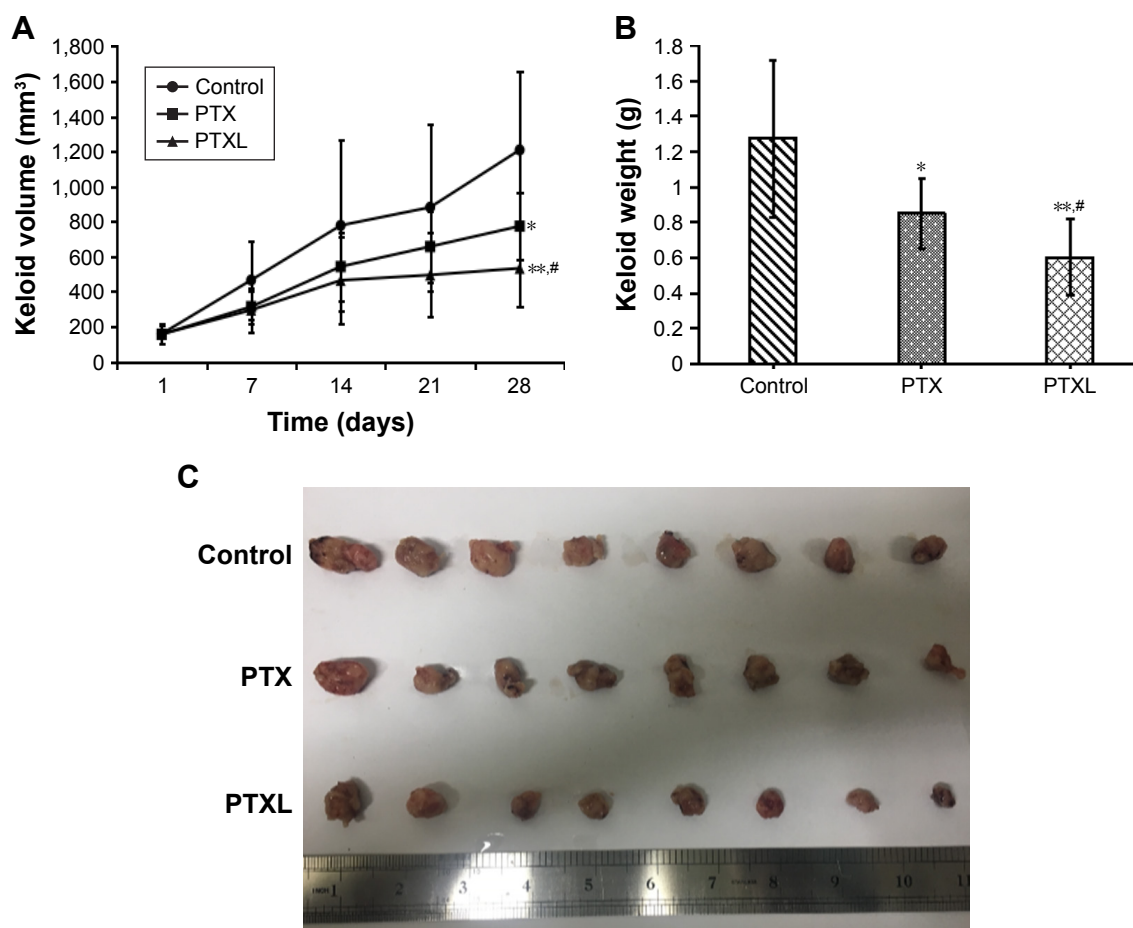 A
Keloid volume (mm³)
1,800
1,600
1,400
1,200
1,000
800
600
400
200
0
Control
PTX
PTXL
*
**,#
1 7 14 21 28
Time (days)
B
Keloid weight (g)
1.8
1.6
1.4
1.2
1
0.8
0.6
0.4
0.2
0
*
**,#
Control PTX PTXL
C
Control
PTX
PTXL
1 2 3 4 5 6 7 8 9 10 11